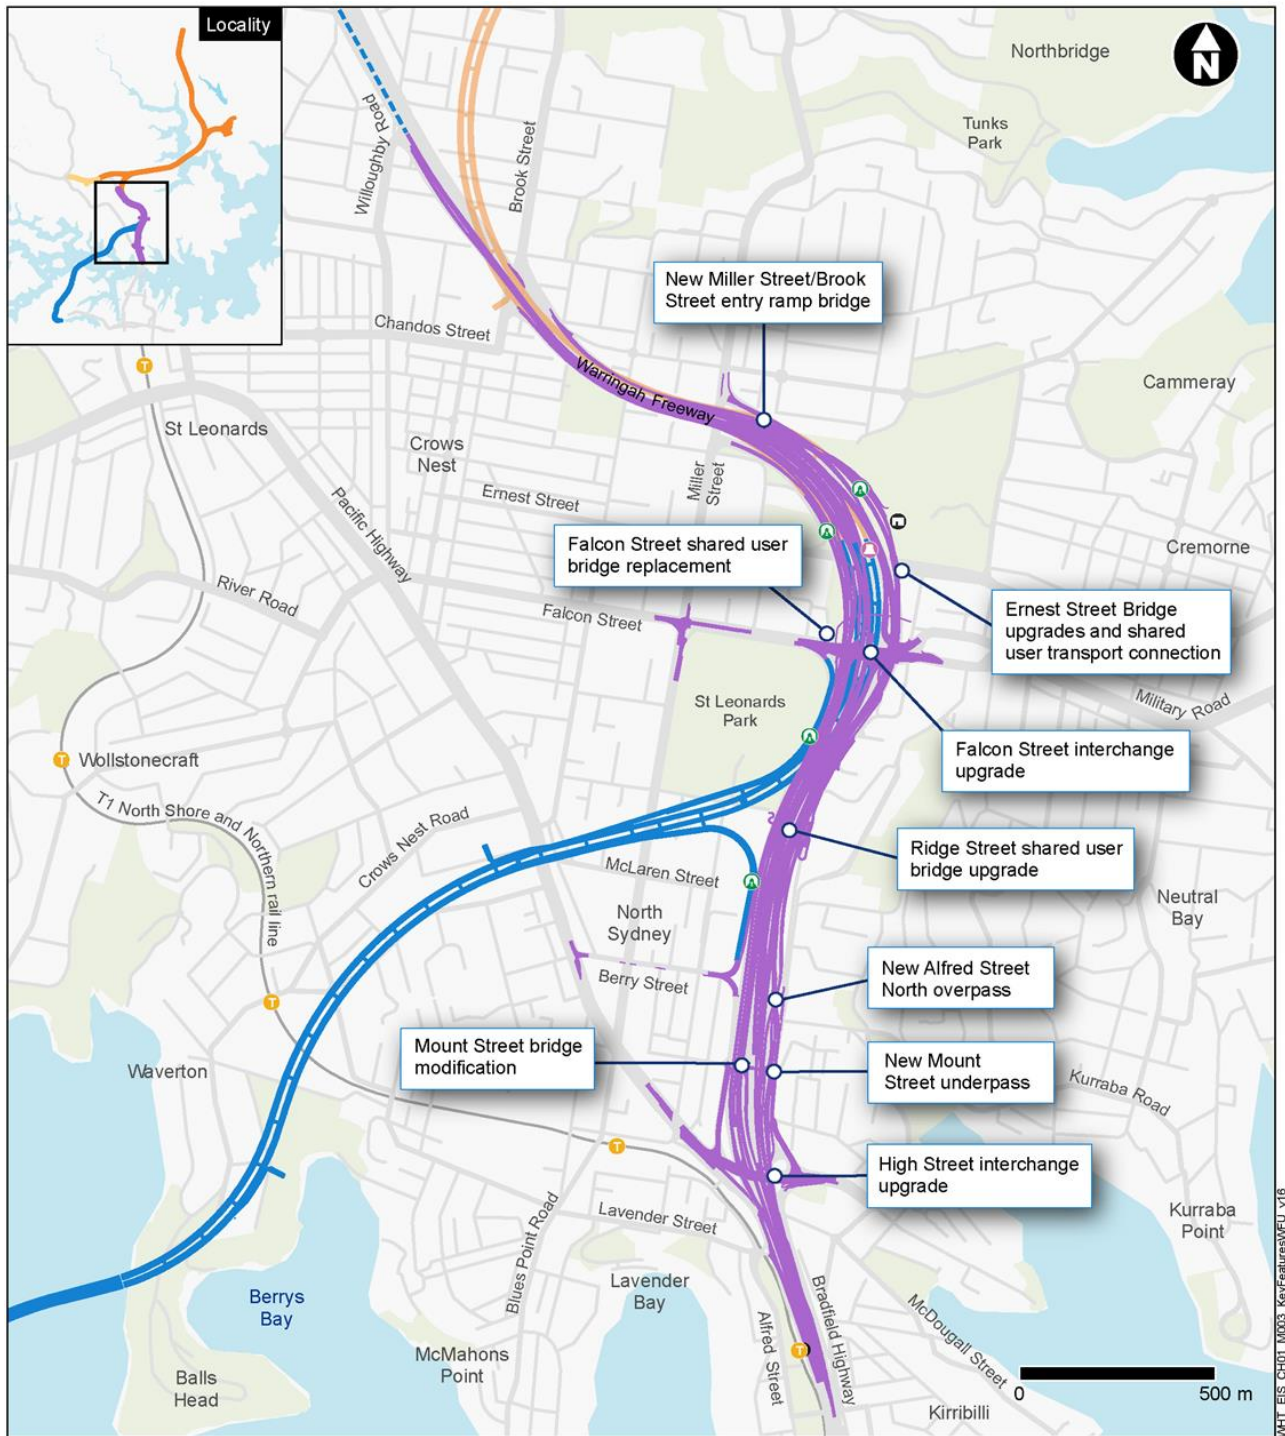 Locality
N
Northbridge
Tunks
Park
Willoughby Road
Brook Street
New Miller Street/Brook
Street entry ramp bridge
Chandos Street
Warringah Freeway
T
Cammeray
St Leonards
Crows
Nest
Miller
Street
Pacific Highway
Ernest Street
Falcon Street shared user
bridge replacement
Cremorne
River Road
Falcon Street
Ernest Street Bridge
upgrades and shared
user transport connection
St Leonards
Park
Military Road
Falcon Street interchange
upgrade
T
Wollstonecraft
T1 North Shore and Northern rail line
Crows Nest Road
McLaren Street
Ridge Street shared user
bridge upgrade
North
Sydney
Neutral
Bay
Berry Street
New Alfred Street
North overpass
T
Mount Street bridge
modification
Waverton
New Mount
Street underpass
Kurraba Road
T
High Street interchange
upgrade
Kurraba
Point
Lavender Street
Blues Point Road
Berrys
Bay
Lavender
Bay
Alfred Street
Bradfield Highway
McDougall Street
McMahons
Point
T
Balls
Head
Kirribilli
0 500 m
WHT_EIS_CH01_M003_KeyFeaturesWFU_v16